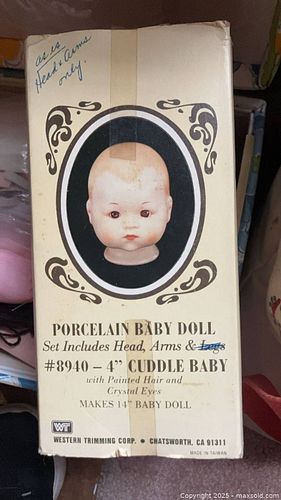 as is
Head & Arms
only.
PORCELAIN BABY DOLL
Set Includes Head, Arms & Legs
#8940 – 4" CUDDLE BABY
with Painted Hair and
Crystal Eyes
MAKES 14" BABY DOLL
WT
WESTERN TRIMMING CORP. • CHATSWORTH, CA 91311
MADE IN TAIWAN
Copyright 2025 - maxsold.com